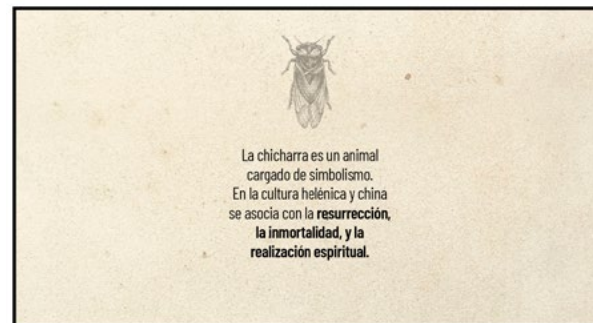 La chicharra es un animal
cargado de simbolismo.
En la cultura helénica y china
se asocia con la resurrección,
la inmortalidad, y la
realización espiritual.